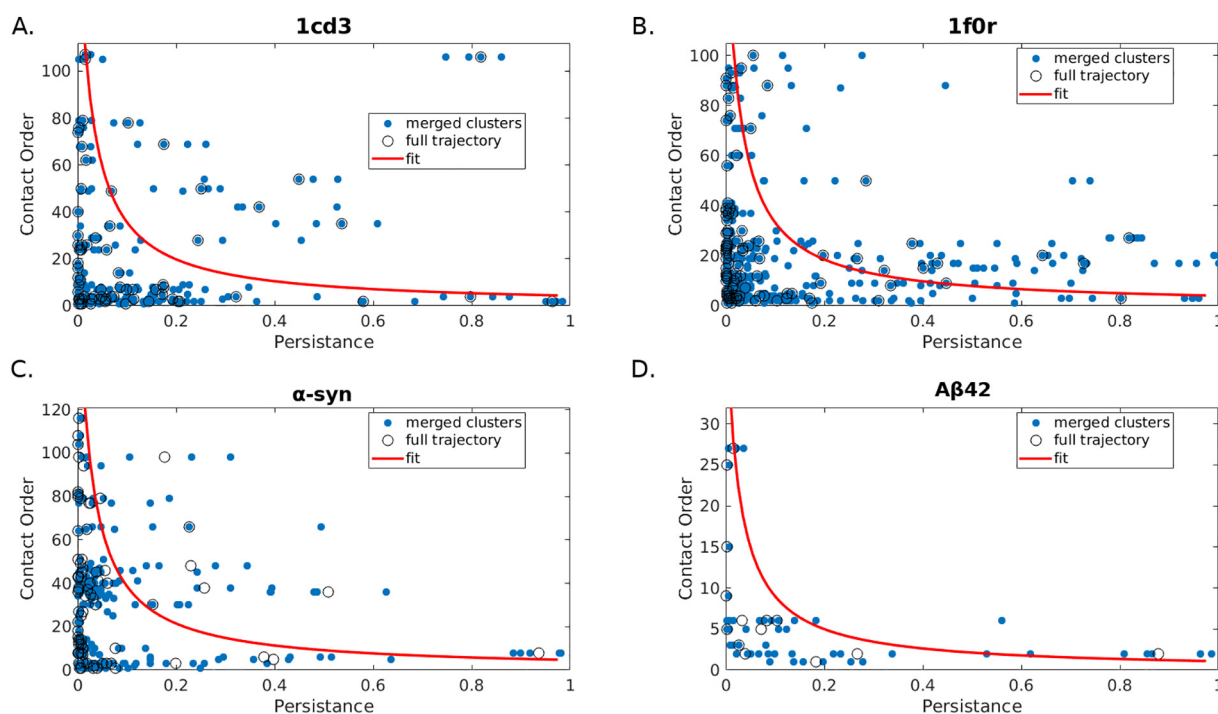 A.
1cd3
Contact Order
100
80
60
40
20
0
0
0.2
0.4
0.6
0.8
1
Persistance
merged clusters
full trajectory
fit
B.
1f0r
Contact Order
100
80
60
40
20
0
0
0.2
0.4
0.6
0.8
1
Persistance
merged clusters
full trajectory
fit
C.
α-syn
Contact Order
120
100
80
60
40
20
0
0
0.2
0.4
0.6
0.8
1
Persistance
merged clusters
full trajectory
fit
D.
Aβ42
Contact Order
30
25
20
15
10
5
0
0
0.2
0.4
0.6
0.8
1
Persistance
merged clusters
full trajectory
fit